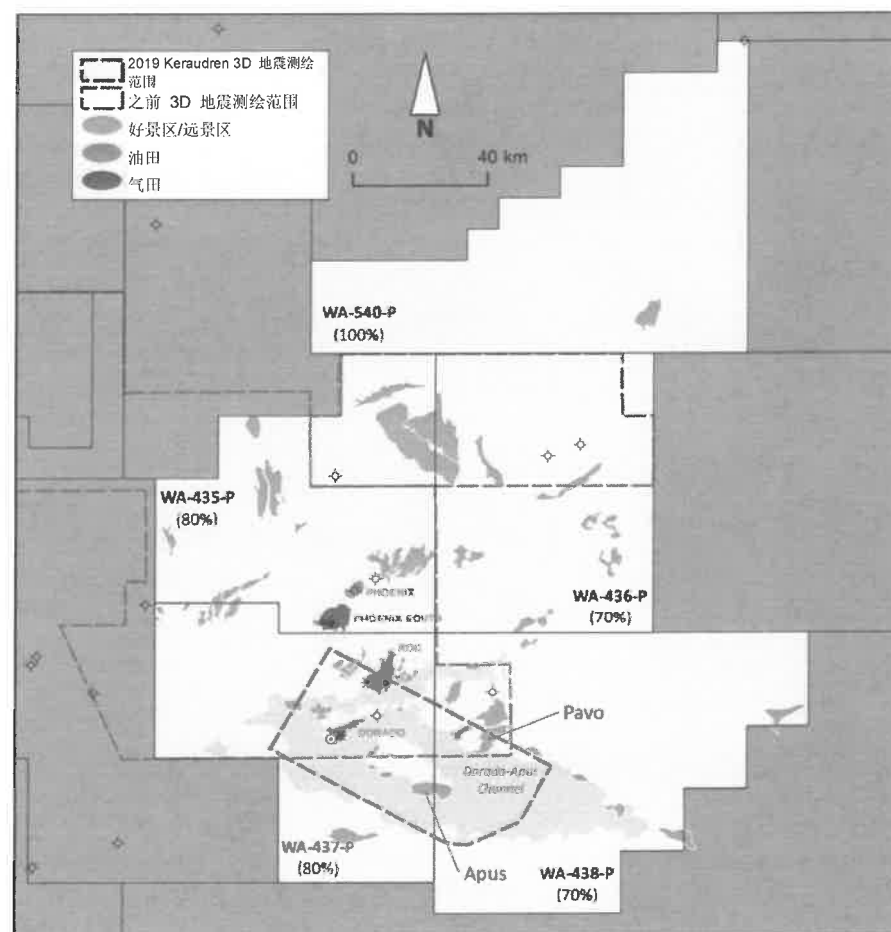 2019 Keraudren 3D 地震测绘
范围
之前 3D 地震测绘范围
好景区/远景区
油田
气田
N
0 40 km
WA-540-P
(100%)
WA-435-P
(80%)
PHOENIX
PHOENIX SOUTH
WA-436-P
(70%)
ROC
Pavo
DORADO
Dorado-Apus
Channel
WA-437-P
(80%)
Apus
WA-438-P
(70%)